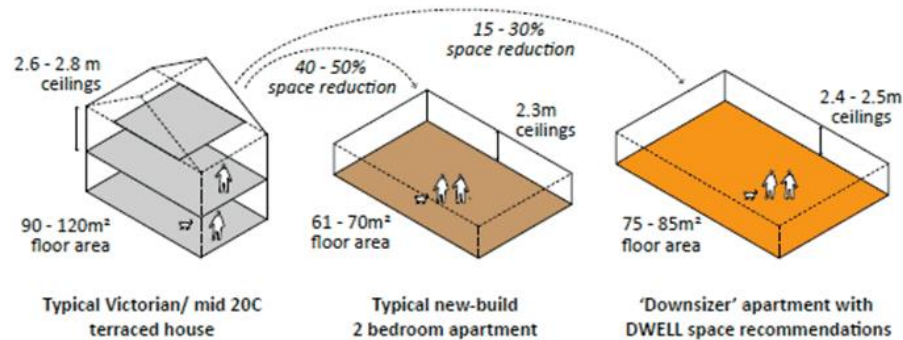 15 - 30%
space reduction
2.6 - 2.8 m
ceilings
40 - 50%
space reduction
2.3m
ceilings
2.4 - 2.5m
ceilings
90 - 120m²
floor area
61 - 70m²
floor area
75 - 85m²
floor area
Typical Victorian/ mid 20C
terraced house
Typical new-build
2 bedroom apartment
‘Downsizer’ apartment with
DWELL space recommendations